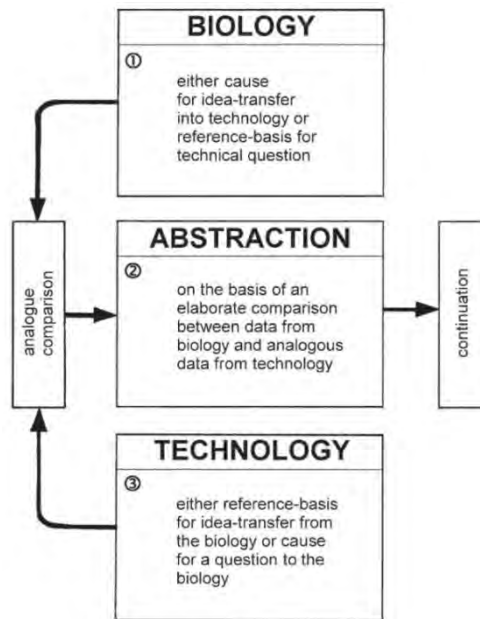 BIOLOGY
①
either cause
for idea-transfer
into technology or
reference-basis for
technical question
analogue
comparison
ABSTRACTION
②
on the basis of an
elaborate comparison
between data from
biology and analogous
data from technology
continuation
TECHNOLOGY
③
either reference-basis
for idea-transfer from
the biology or cause
for a question to the
biology